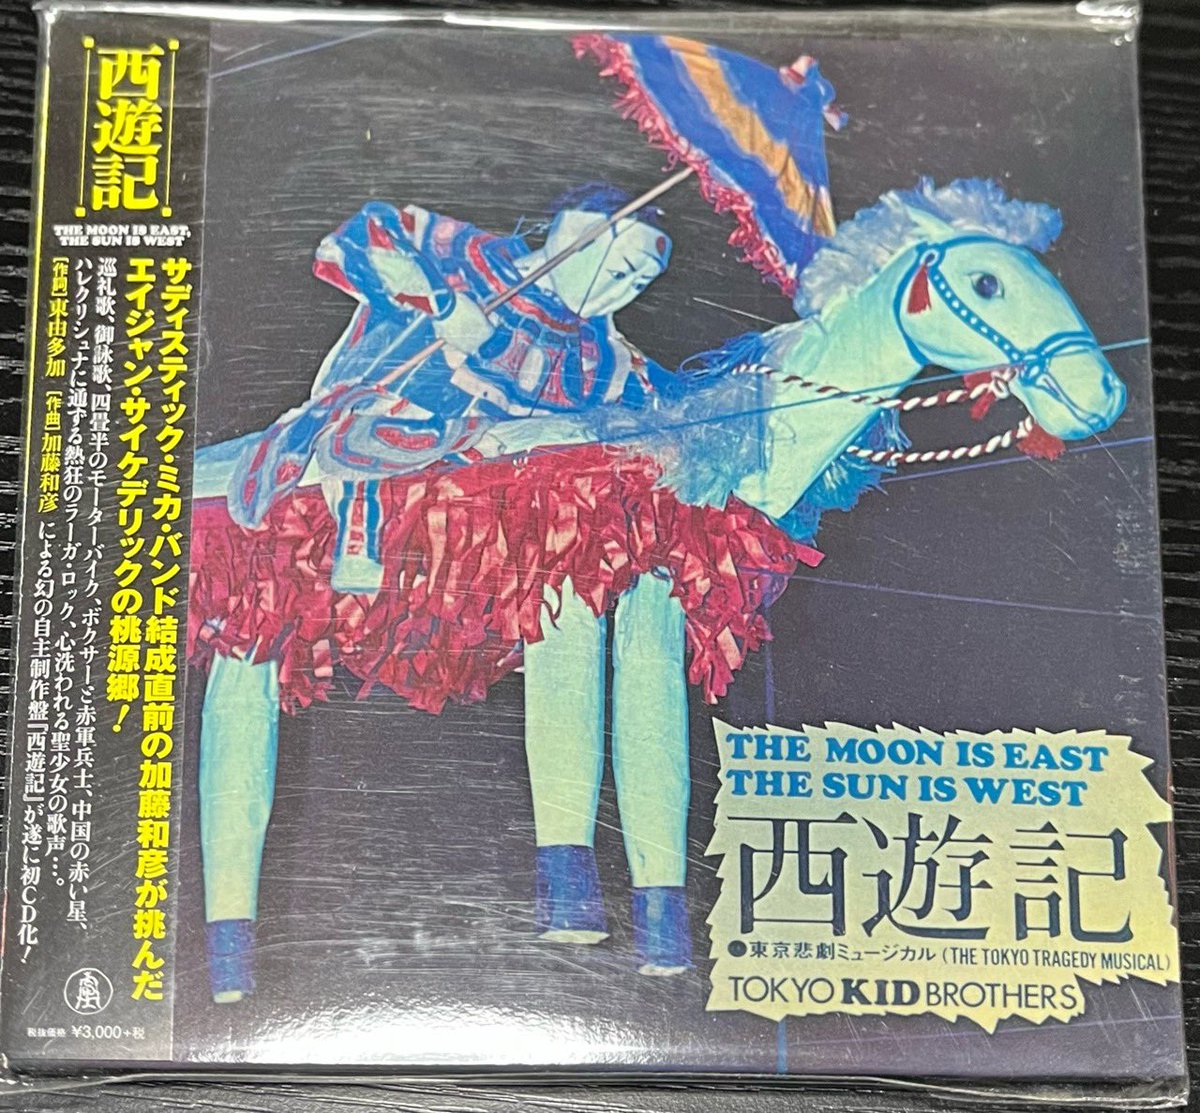 西遊記
THE MOON IS EAST,
THE SUN IS WEST
サディスティック・ミカ・バンド結成直前の加藤和彦が挑んだ
エイジャン・サイケデリックの桃源郷！
巡礼歌、御詠歌、四畳半のモーターバイク、ボクサーと赤軍兵士、中国の赤い星、
ハレクリシュナに通ずる熱狂のラーガ・ロック、心洗われる聖少女の歌声…。
［作詞］東由多加［作曲］加藤和彦による幻の自主制作盤『西遊記』が遂に初CD化！
税抜価格 ¥3,000+税
THE MOON IS EAST
THE SUN IS WEST
西遊記
●東京悲劇ミュージカル (THE TOKYO TRAGEDY MUSICAL)
TOKYO KID BROTHERS